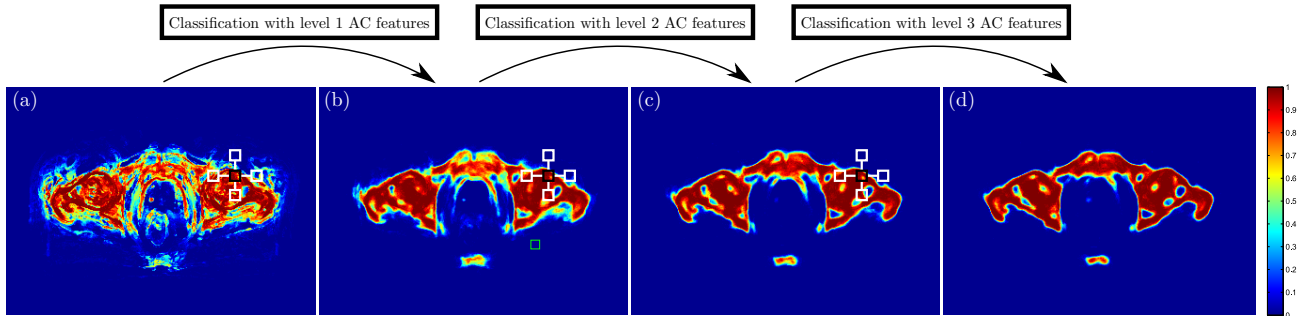 Classification with level 1 AC features
Classification with level 2 AC features
Classification with level 3 AC features
(a)
(b)
(c)
(d)
1
0.9
0.8
0.7
0.6
0.5
0.4
0.3
0.2
0.1
0